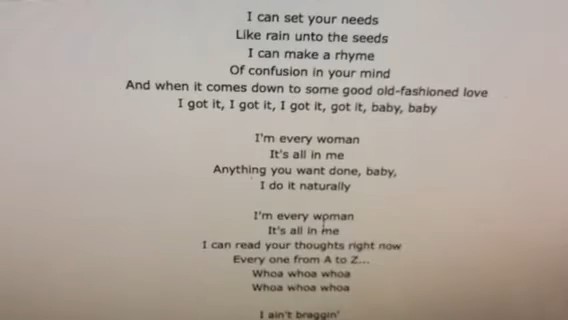 I can set your needs
Like rain unto the seeds
I can make a rhyme
Of confusion in your mind
And when it comes down to some good old-fashioned love
I got it, I got it, I got it, got it, baby, baby
I'm every woman
It's all in me
Anything you want done, baby,
I do it naturally
I'm every woman
It's all in me
I can read your thoughts right now
Every one from A to Z...
Whoa whoa whoa
Whoa whoa whoa
I ain't braggin'